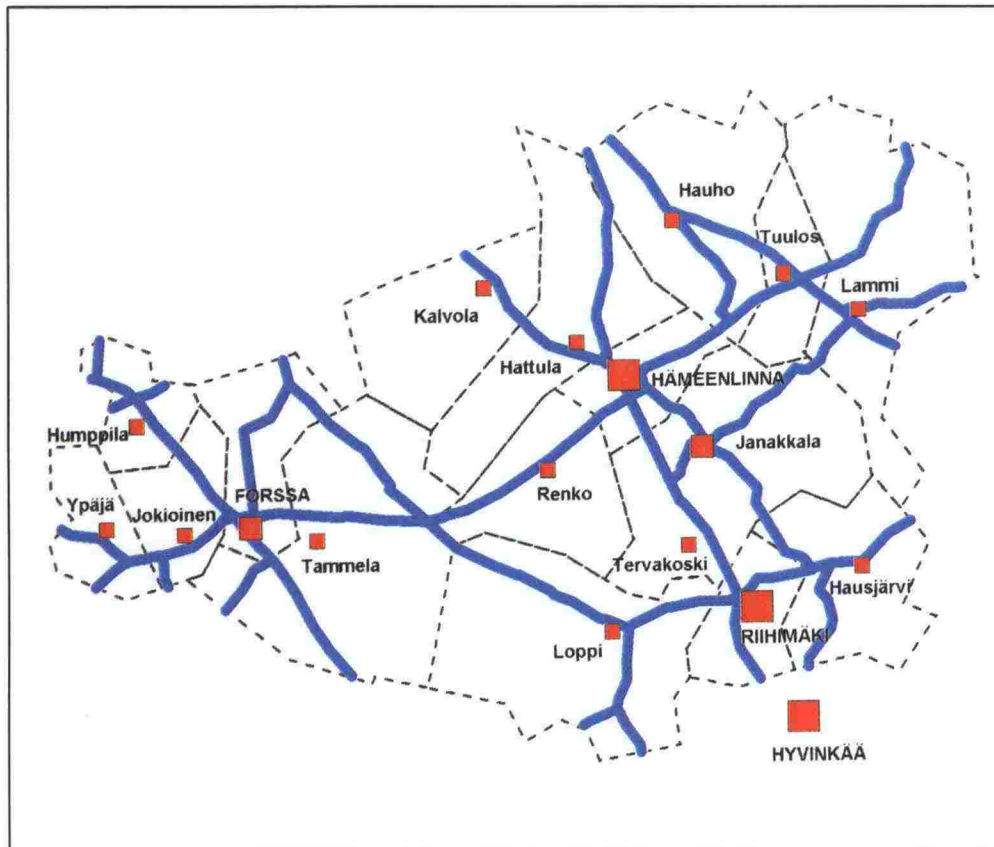 Hauho
Tuulos
Lammi
Kalvola
Hattula
HÄMEENLINNA
Humppila
Janakkala
Renko
FORSSA
Ypäjä
Jokioinen
Tammela
Tervakoski
Hausjärvi
Loppi
RIIHIMÄKI
HYVINKÄÄ